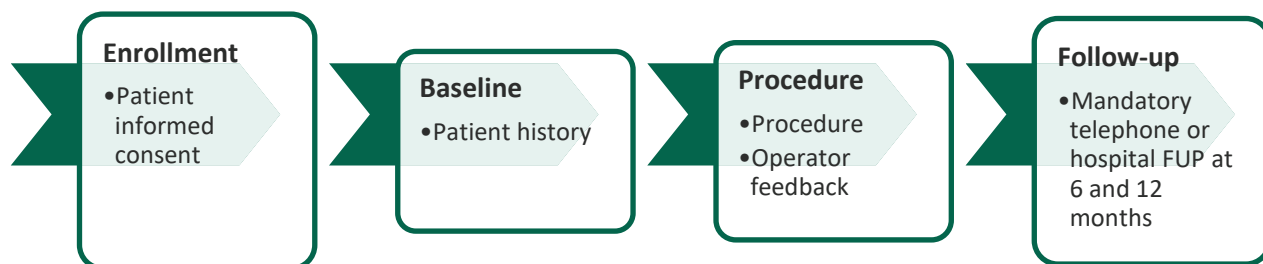 Enrollment
•Patient
informed
consent
Baseline
•Patient history
Procedure
•Procedure
•Operator
feedback
Follow-up
•Mandatory
telephone or
hospital FUP at
6 and 12
months